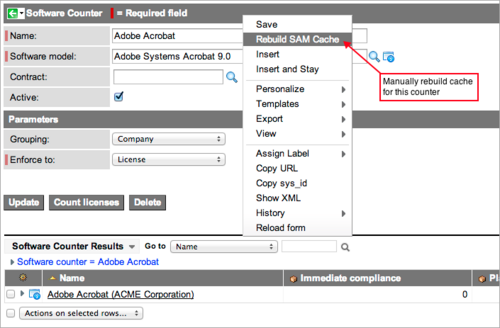 Software Counter = Required field
Name: Adobe Acrobat
Software model: Adobe Systems Acrobat 9.0
Contract:
Active:
Parameters
Grouping: Company
Enforce to: License
Update Count licenses Delete
Save
Rebuild SAM Cache
Insert
Insert and Stay
Personalize
Templates
Export
View
Assign Label
Copy URL
Copy sys_id
Show XML
History
Reload form
Manually rebuild cache
for this counter
Software Counter Results Go to Name
Software counter = Adobe Acrobat
Name Immediate compliance Pla
Adobe Acrobat (ACME Corporation) 0
Actions on selected rows...